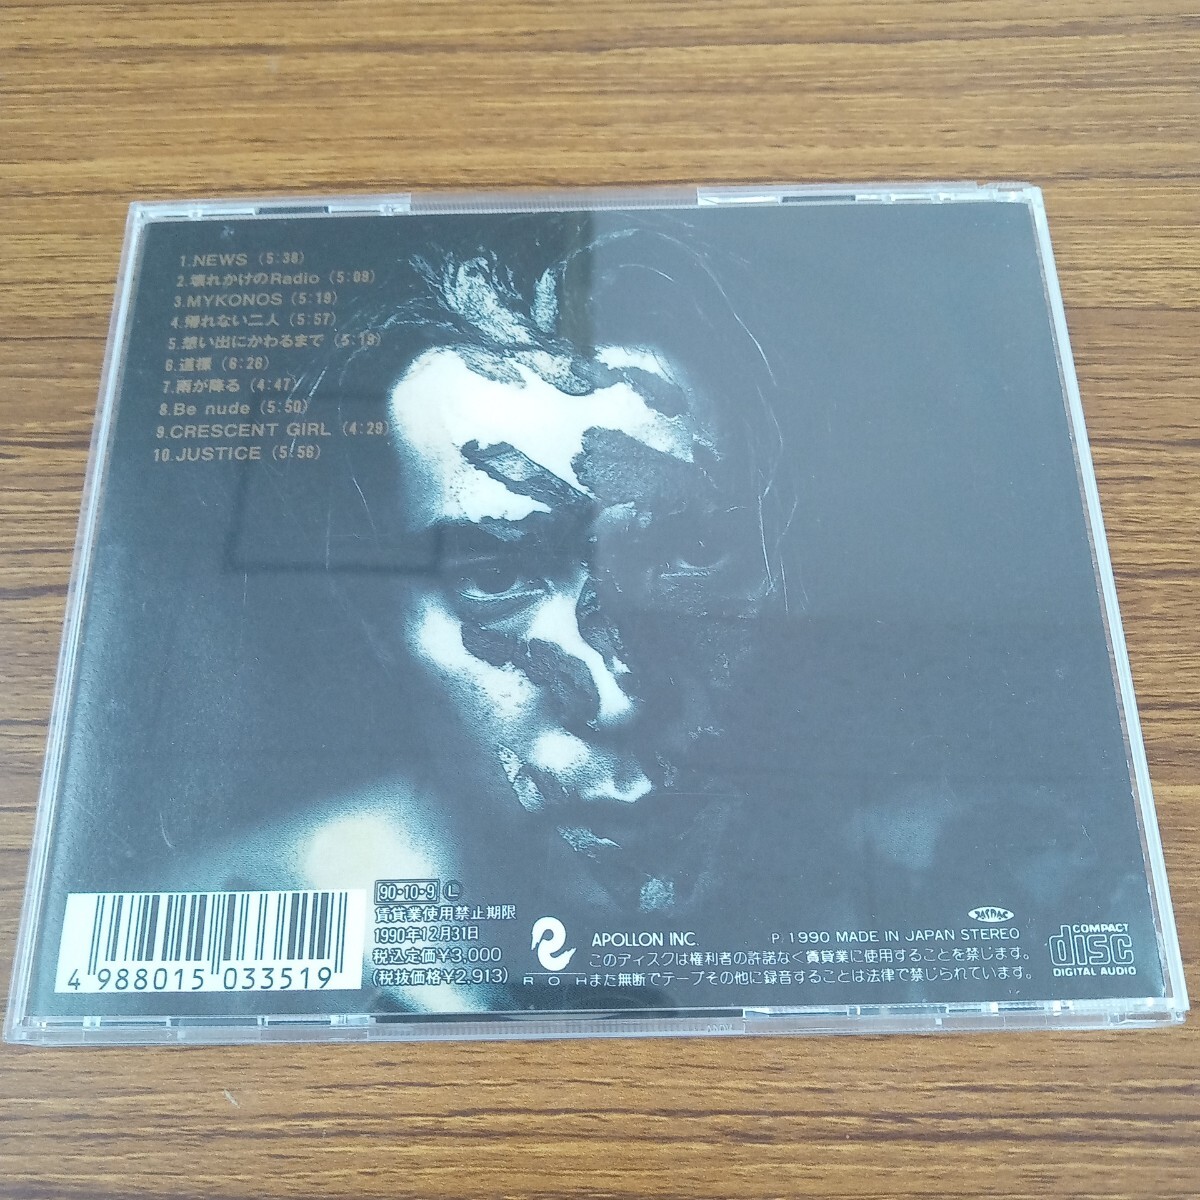 1.NEWS (5:38)
2.壊れかけのRadio (5:09)
3.MYKONOS (5:19)
4.帰れない二人 (5:57)
5.想い出にかわるまで (5:19)
6.道標 (6:26)
7.雨が降る (4:47)
8.Be nude (5:50)
9.CRESCENT GIRL (4:29)
10.JUSTICE (5:56)
4 988015 033519
90・10・9 L
賃貸業使用禁止期限
1990年12月31日
税込定価¥3,000
(税抜価格¥2,913)
ROH
APOLLON INC.
P. 1990 MADE IN JAPAN STEREO
このディスクは権利者の許諾なく賃貸業に使用することを禁じます。
また無断でテープその他に録音することは法律で禁じられています。
JASRAC
COMPACT
disc
DIGITAL AUDIO